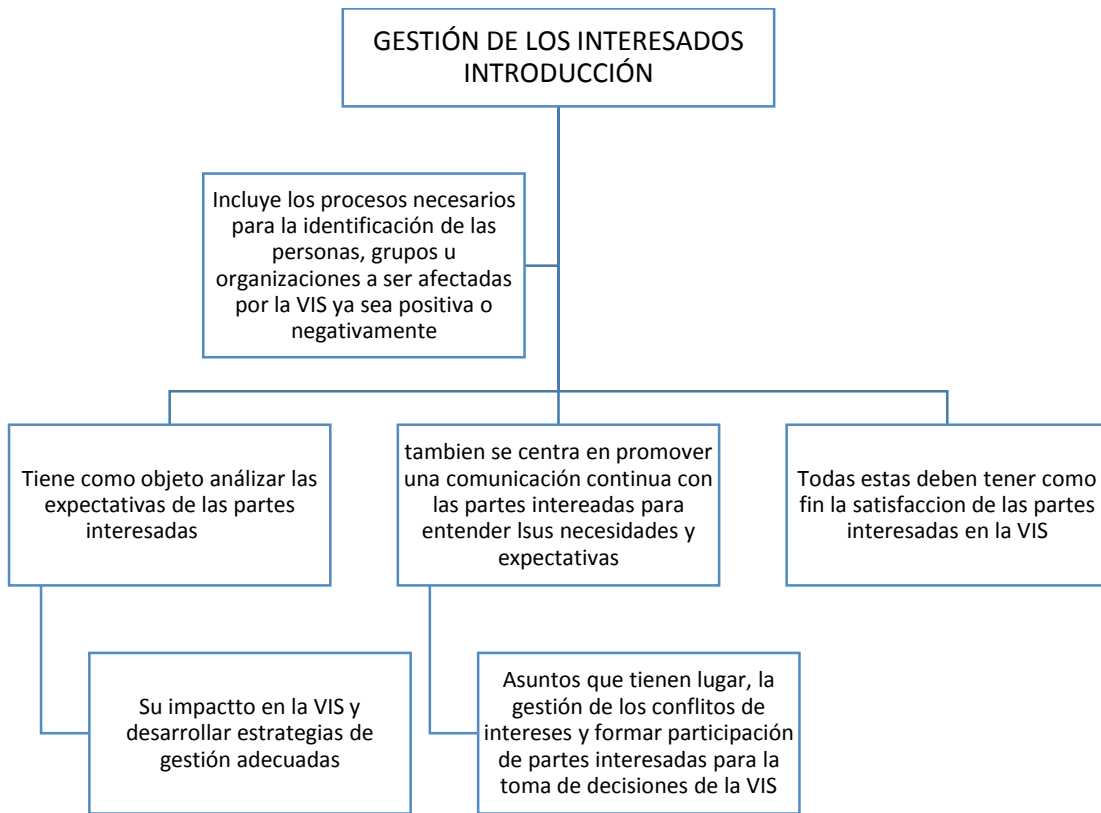 GESTIÓN DE LOS INTERESADOS
INTRODUCCIÓN
Incluye los procesos necesarios
para la identificación de las
personas, grupos u
organizaciones a ser afectadas
por la VIS ya sea positiva o
negativamente
Tiene como objeto análizar las
expectativas de las partes
interesadas
Su impactto en la VIS y
desarrollar estrategias de
gestión adecuadas
tambien se centra en promover
una comunicación continua con
las partes intereadas para
entender lsus necesidades y
expectativas
Asuntos que tienen lugar, la
gestión de los conflitos de
intereses y formar participación
de partes interesadas para la
toma de decisiones de la VIS
Todas estas deben tener como
fin la satisfaccion de las partes
interesadas en la VIS